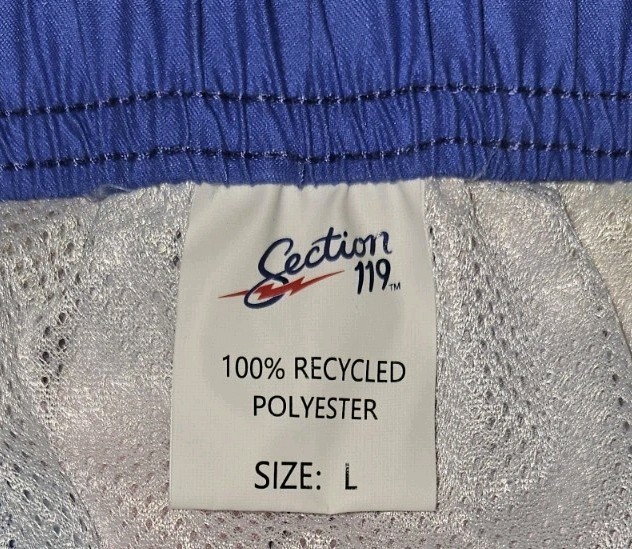 Section
119™
100% RECYCLED
POLYESTER
SIZE: L